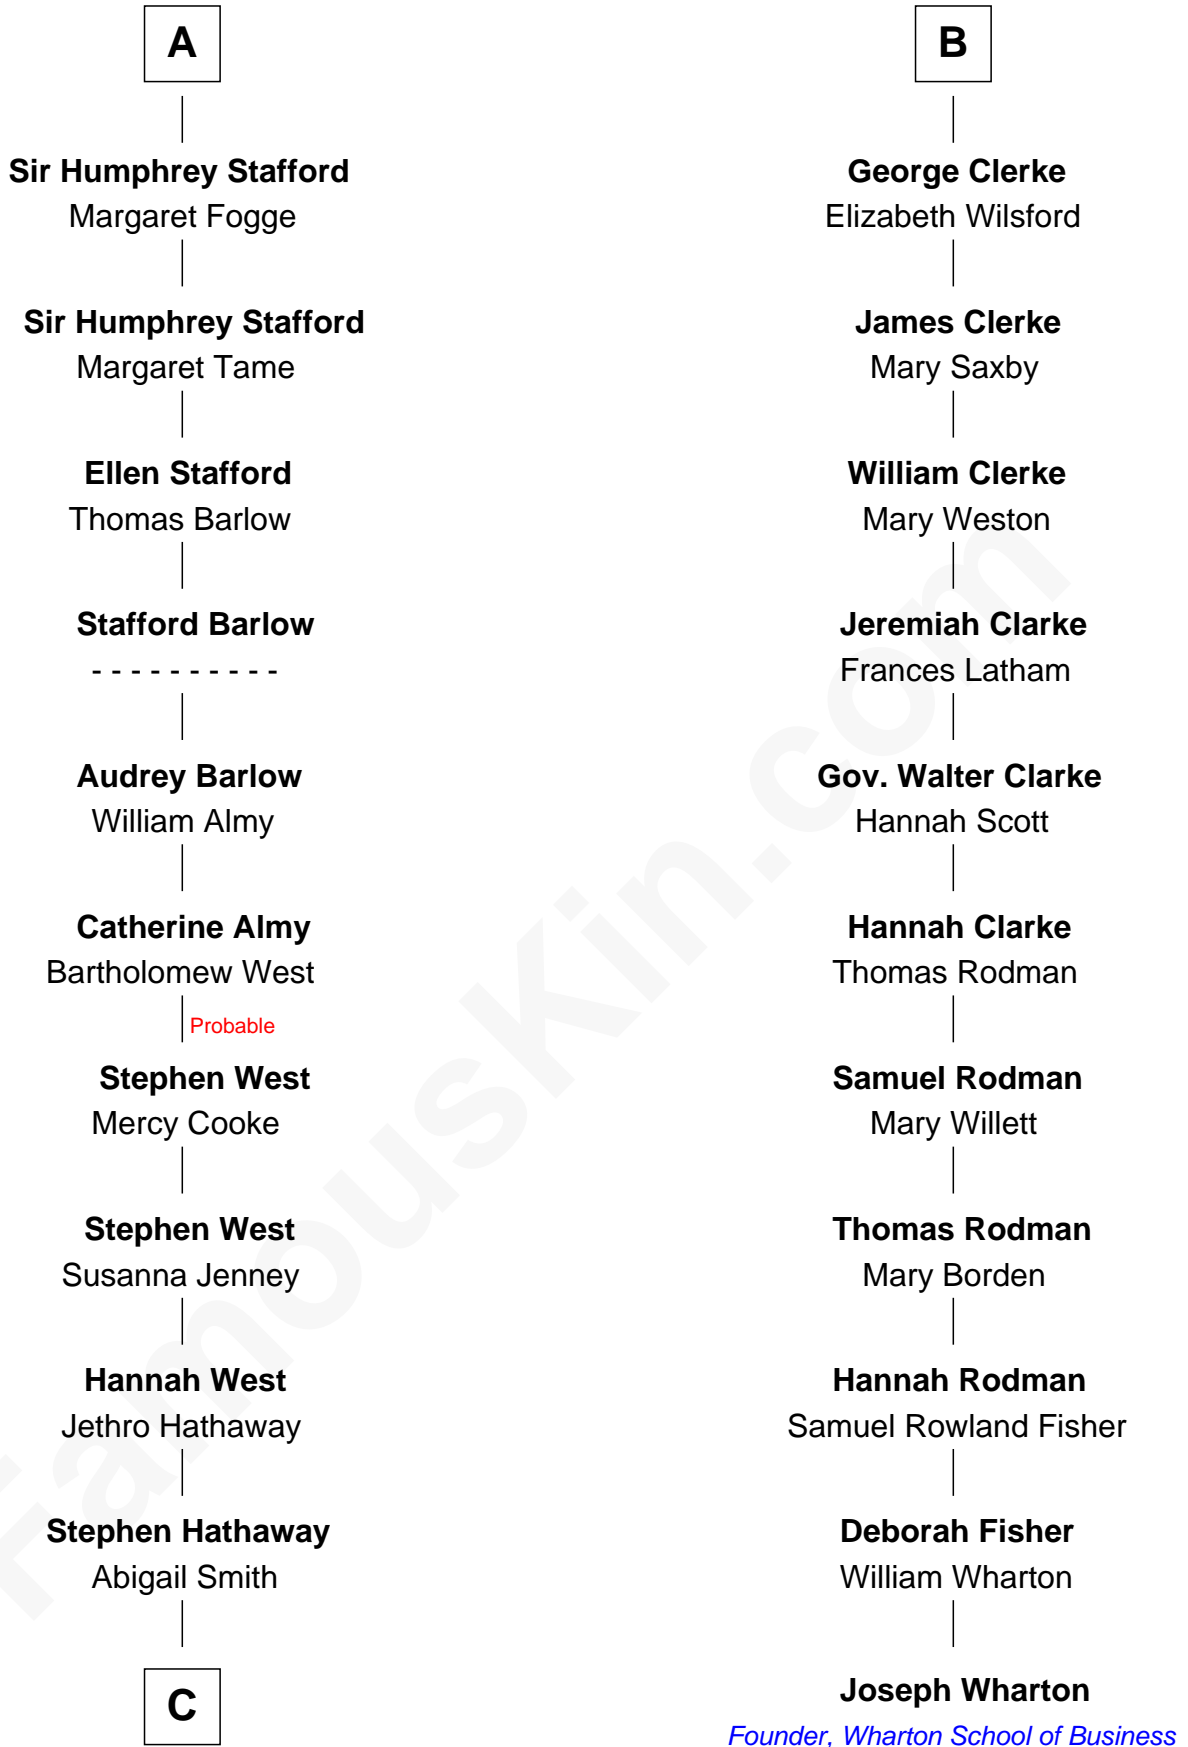 A
Sir Humphrey Stafford
Margaret Fogge
Sir Humphrey Stafford
Margaret Tame
Ellen Stafford
Thomas Barlow
Stafford Barlow
- - - - - - - - - -
Audrey Barlow
William Almy
Catherine Almy
Bartholomew West
Probable
Stephen West
Mercy Cooke
Stephen West
Susanna Jenney
Hannah West
Jethro Hathaway
Stephen Hathaway
Abigail Smith
C
B
George Clerke
Elizabeth Wilsford
James Clerke
Mary Saxby
William Clerke
Mary Weston
Jeremiah Clarke
Frances Latham
Gov. Walter Clarke
Hannah Scott
Hannah Clarke
Thomas Rodman
Samuel Rodman
Mary Willett
Thomas Rodman
Mary Borden
Hannah Rodman
Samuel Rowland Fisher
Deborah Fisher
William Wharton
Joseph Wharton
Founder, Wharton School of Business
FamousKin.com